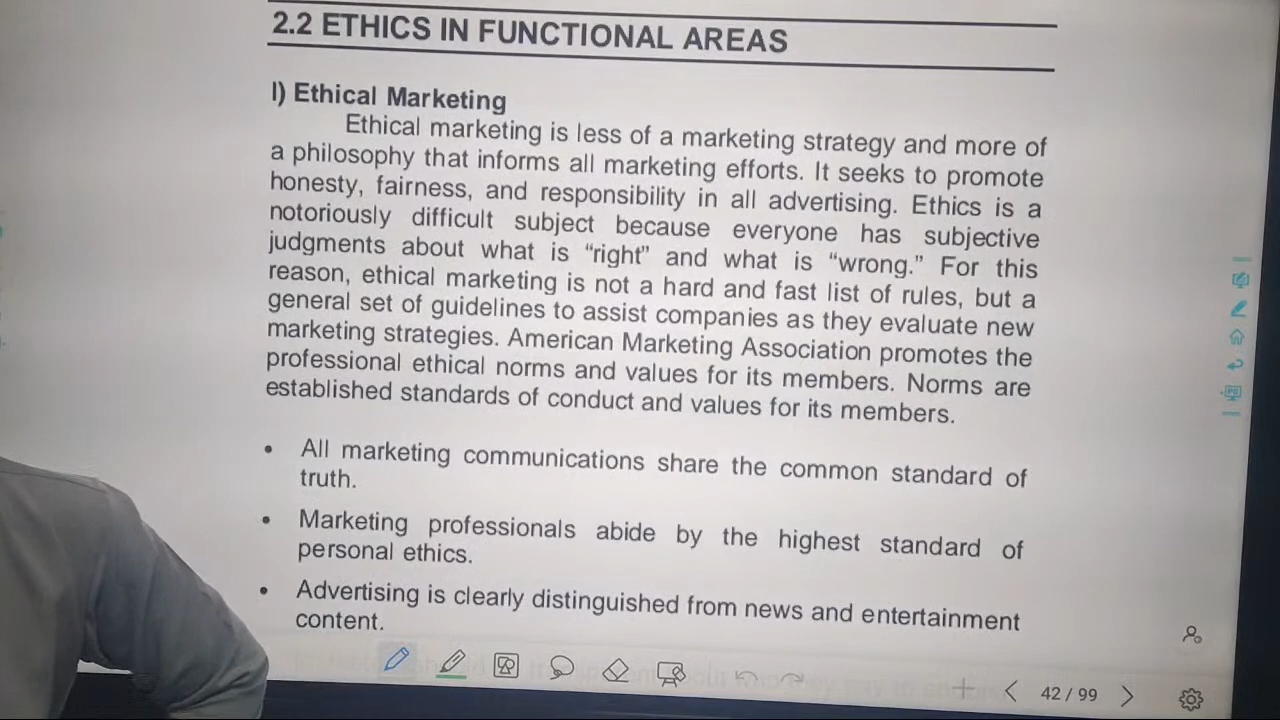 2.2 ETHICS IN FUNCTIONAL AREAS
I) Ethical Marketing
Ethical marketing is less of a marketing strategy and more of
a philosophy that informs all marketing efforts. It seeks to promote
honesty, fairness, and responsibility in all advertising. Ethics is a
notoriously difficult subject because everyone has subjective
judgments about what is “right” and what is “wrong.” For this
reason, ethical marketing is not a hard and fast list of rules, but a
general set of guidelines to assist companies as they evaluate new
marketing strategies. American Marketing Association promotes the
professional ethical norms and values for its members. Norms are
established standards of conduct and values for its members.
• All marketing communications share the common standard of
truth.
• Marketing professionals abide by the highest standard of
personal ethics.
• Advertising is clearly distinguished from news and entertainment
content.
42 / 99